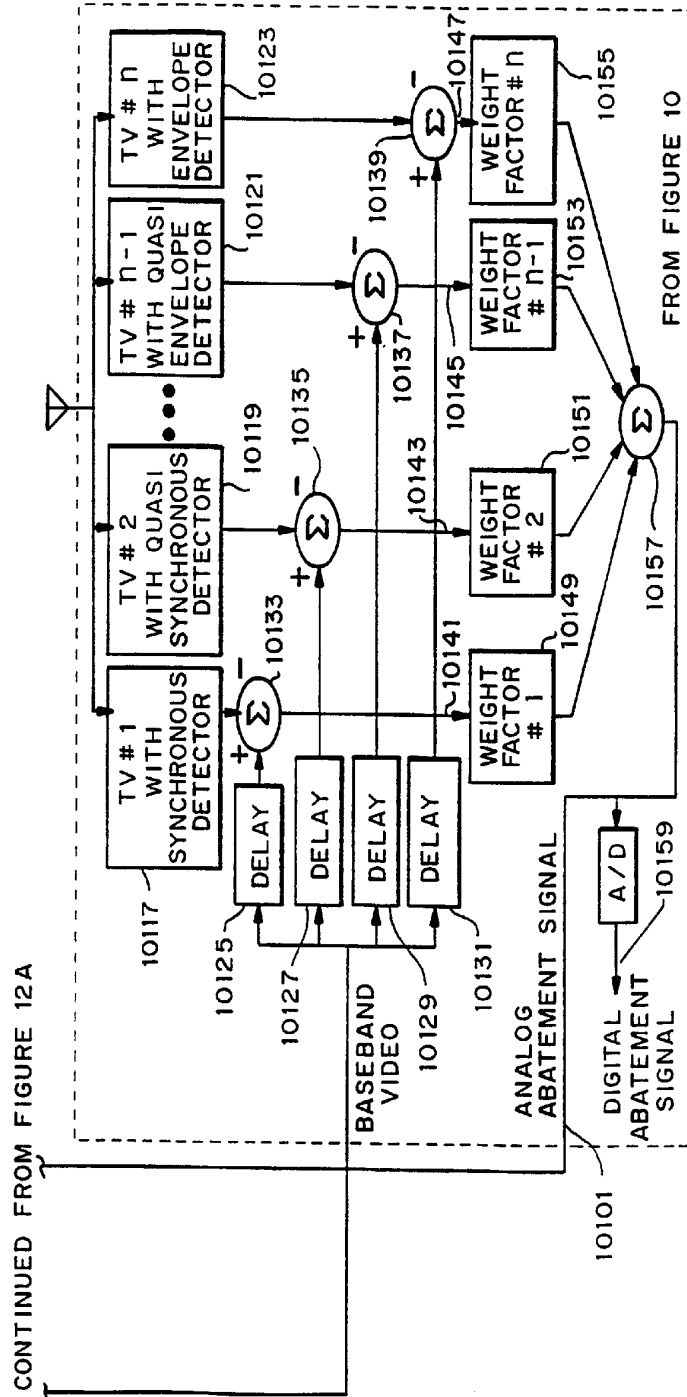 CONTINUED FROM FIGURE 12A
TV # 1
WITH
SYNCHRONOUS
DETECTOR
10117
TV # 2
WITH QUASI
SYNCHRONOUS
DETECTOR
10119
TV # n-1
WITH QUASI
ENVELOPE
DETECTOR
10121
TV # n
WITH
ENVELOPE
DETECTOR
10123
DELAY
10125
DELAY
10127
DELAY
10129
DELAY
10131
BASEBAND
VIDEO
Σ
+
-
10133
Σ
+
-
10135
Σ
+
-
10137
Σ
+
-
10139
10141
10143
10145
10147
WEIGHT
FACTOR
# 1
10149
WEIGHT
FACTOR
# 2
10151
WEIGHT
FACTOR
# n-1
10153
WEIGHT
FACTOR # n
10155
Σ
10157
ANALOG
ABATEMENT SIGNAL
A/D
10159
DIGITAL
ABATEMENT
SIGNAL
10101
FROM FIGURE 10